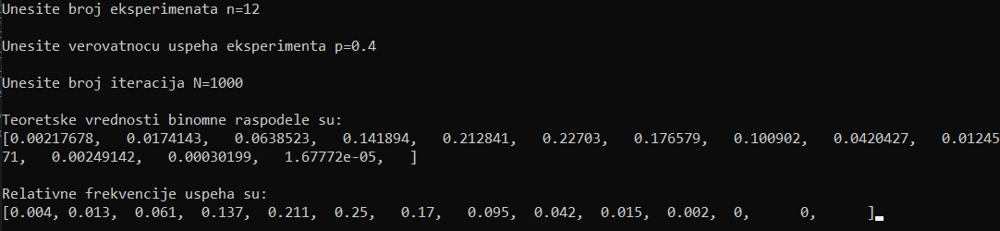 Unesite broj eksperimenata n=12
Unesite verovatnocu uspeha eksperimenta p=0.4
Unesite broj iteracija N=1000
Teoretske vrednosti binomne raspodele su:
[0.00217678,   0.0174143,   0.0638523,   0.141894,   0.212841,   0.22703,   0.176579,   0.100902,   0.0420427,   0.01245
71,   0.00249142,   0.00030199,   1.67772e-05,   ]
Relativne frekvencije uspeha su:
[0.004, 0.013,  0.061,  0.137,  0.211,  0.25,   0.17,   0.095,  0.042,  0.015,  0.002,  0,      0,      ]